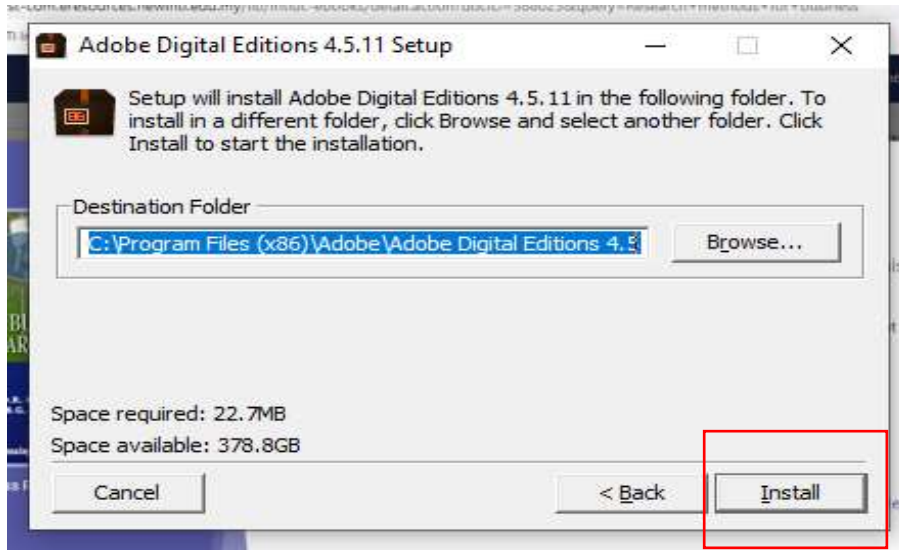 Adobe Digital Editions 4.5.11 Setup
Setup will install Adobe Digital Editions 4.5.11 in the following folder. To
install in a different folder, click Browse and select another folder. Click
Install to start the installation.
Destination Folder
C:\Program Files (x86)\Adobe\Adobe Digital Editions 4.5
Browse...
Space required: 22.7MB
Space available: 378.8GB
Cancel
< Back
Install